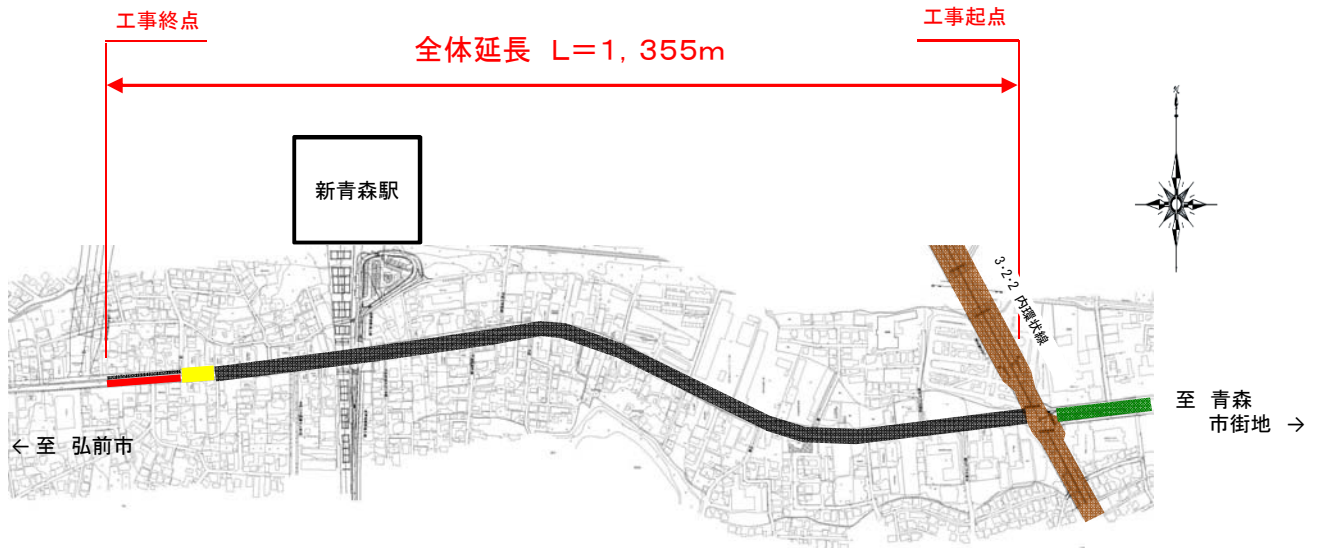 工事終点
工事起点
全体延長 L＝1，355m
新青森駅
3・2・2 内環状線
至 青森
市街地 →
← 至 弘前市